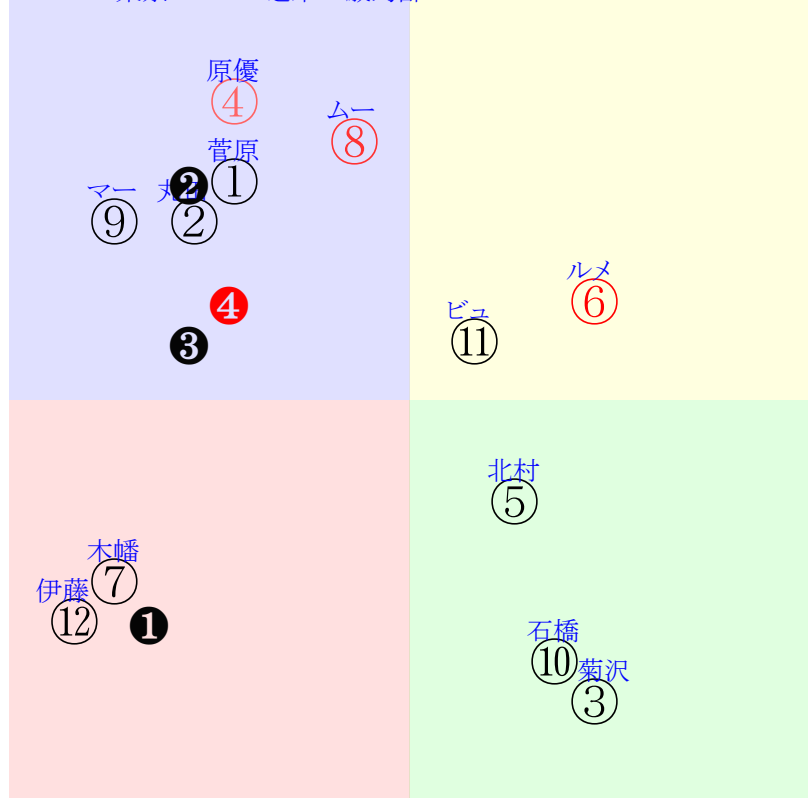 原優
④
ムー
⑧
菅原
①
❷
マー
⑨
②
ルメ
⑥
❹
ビュ
⑪
❸
北村
⑤
木幡
⑦
伊藤
⑫
❶
石橋
⑩
菊沢
③